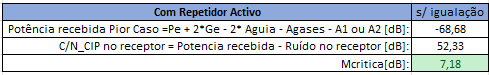 Com Repetidor Activo s/ igualação
Potência recebida Pior Caso =Pe + 2*Ge - 2* Aguia - Agases - A1 ou A2 [dB]: -68,68
C/N_CIP no receptor = Potencia recebida - Ruído no receptor [dB]: 52,33
Mcritica[dB]: 7,18